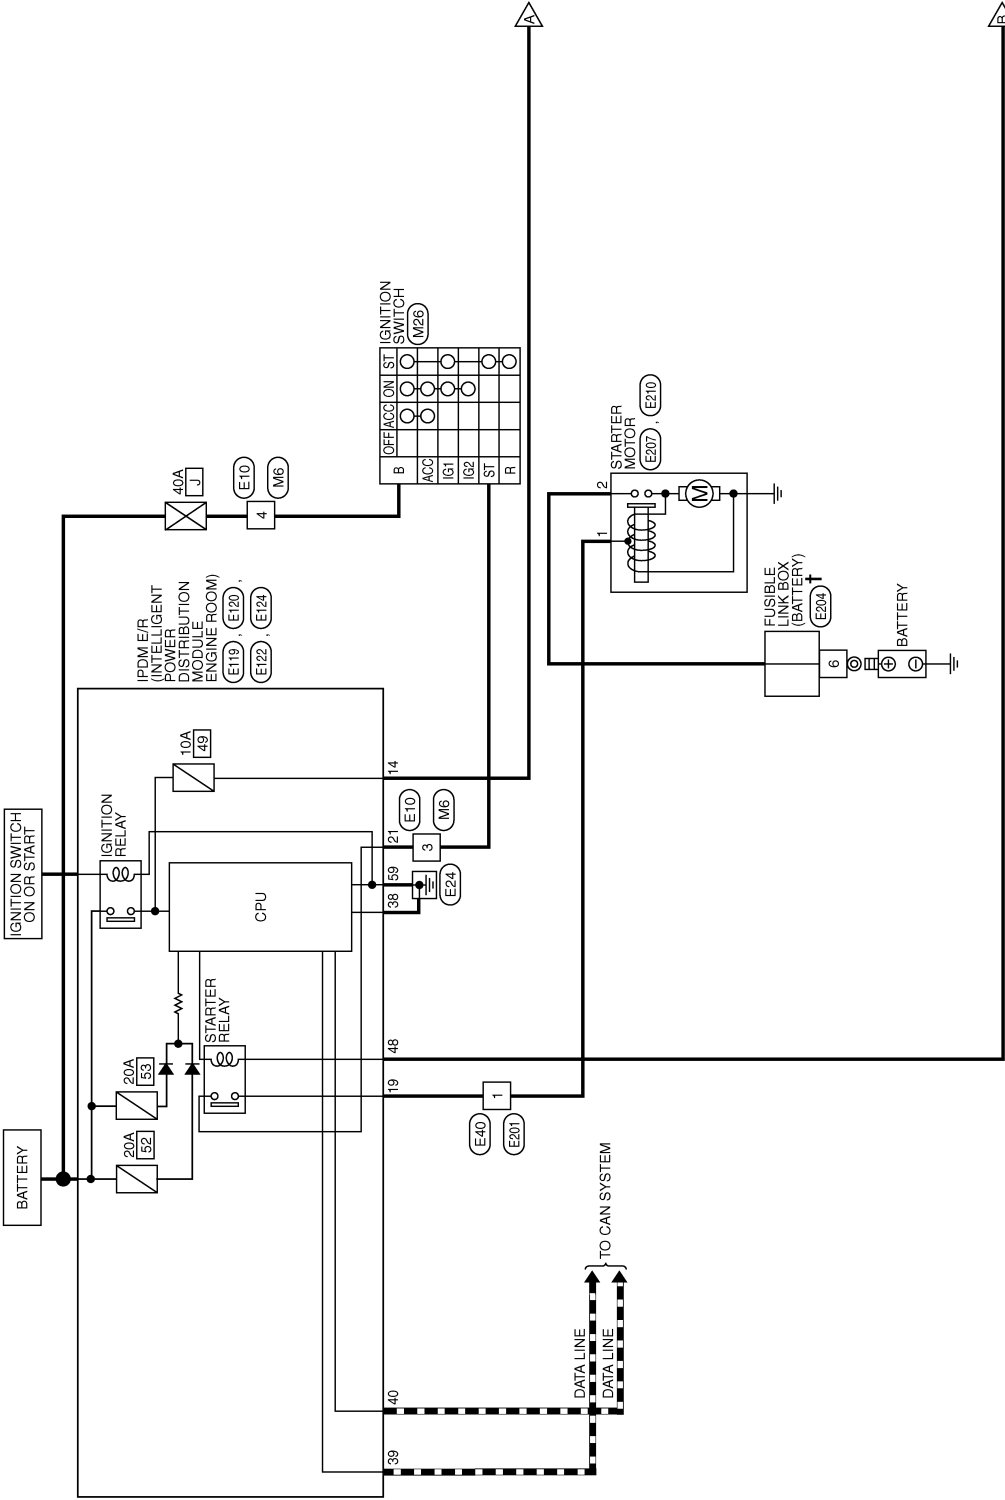 BATTERY
IGNITION SWITCH
ON OR START
A
B
20A
52
20A
53
STARTER
RELAY
CPU
IGNITION
RELAY
10A
49
IPDM E/R
(INTELLIGENT
POWER
DISTRIBUTION
MODULE
ENGINE ROOM)
E119 , E120 ,
E122 , E124
40A
J
4
E10
M6
IGNITION
SWITCH
M26
OFF ACC ON ST
B
ACC
IG1
IG2
ST
R
39
40
19
48
38
59
21
14
E24
3
E10
M6
E40
E201
1
DATA LINE
DATA LINE
TO CAN SYSTEM
STARTER
MOTOR
E207 , E210
1
2
M
FUSIBLE
LINK BOX
(BATTERY)
E204
6
BATTERY